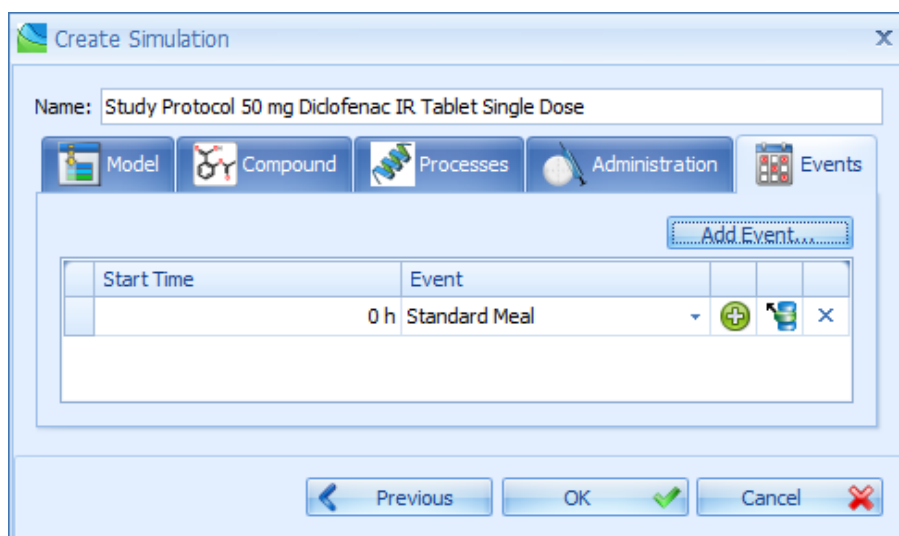 Create Simulation
Name: Study Protocol 50 mg Diclofenac IR Tablet Single Dose
Model Compound Processes Administration Events
Add Event...
Start Time Event
0 h Standard Meal
Previous OK Cancel